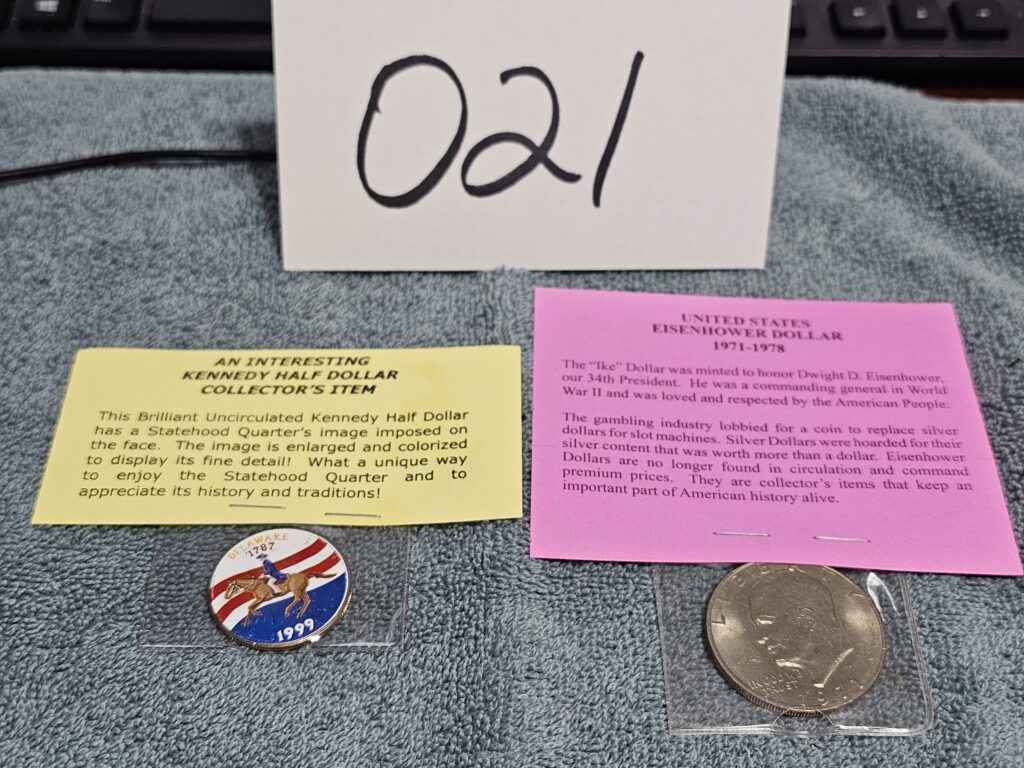 021
AN INTERESTING
KENNEDY HALF DOLLAR
COLLECTOR'S ITEM
This Brilliant Uncirculated Kennedy Half Dollar
has a Statehood Quarter's image imposed on
the face. The image is enlarged and colorized
to display its fine detail! What a unique way
to enjoy the Statehood Quarter and to
appreciate its history and traditions!
DELAWARE
1787
1999
UNITED STATES
EISENHOWER DOLLAR
1971-1978
The "Ike" Dollar was minted to honor Dwight D. Eisenhower,
our 34th President. He was a commanding general in World
War II and was loved and respected by the American People.
The gambling industry lobbied for a coin to replace silver
dollars for slot machines. Silver Dollars were hoarded for their
silver content that was worth more than a dollar. Eisenhower
Dollars are no longer found in circulation and command
premium prices. They are collector's items that keep an
important part of American history alive.
IN GOD WE
TRUST